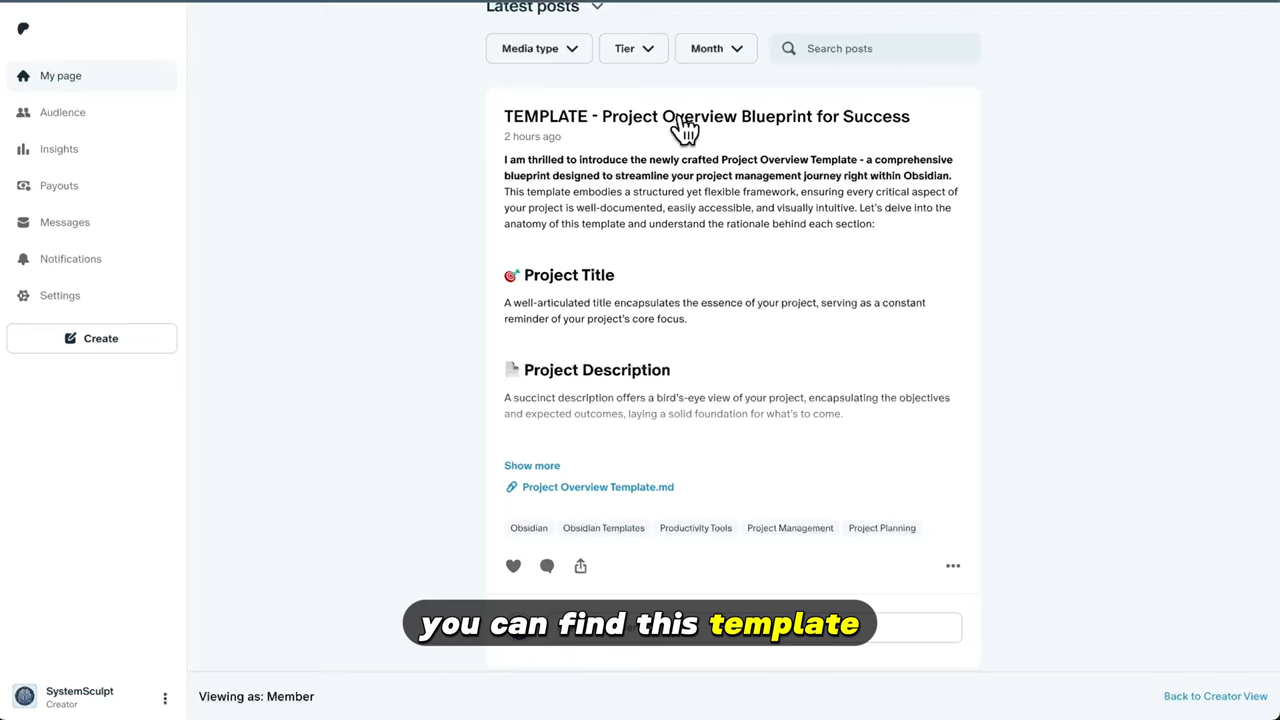 Latest posts
Media type
Tier
Month
Search posts
My page
Audience
Insights
Payouts
Messages
Notifications
Settings
Create
TEMPLATE - Project Overview Blueprint for Success
2 hours ago
I am thrilled to introduce the newly crafted Project Overview Template - a comprehensive
blueprint designed to streamline your project management journey right within Obsidian.
This template embodies a structured yet flexible framework, ensuring every critical aspect of
your project is well-documented, easily accessible, and visually intuitive. Let's delve into the
anatomy of this template and understand the rationale behind each section:
Project Title
A well-articulated title encapsulates the essence of your project, serving as a constant
reminder of your project's core focus.
Project Description
A succinct description offers a bird's-eye view of your project, encapsulating the objectives
and expected outcomes, laying a solid foundation for what's to come.
Show more
Project Overview Template.md
Obsidian
Obsidian Templates
Productivity Tools
Project Management
Project Planning
you can find this template
SystemSculpt
Creator
Viewing as: Member
Back to Creator View